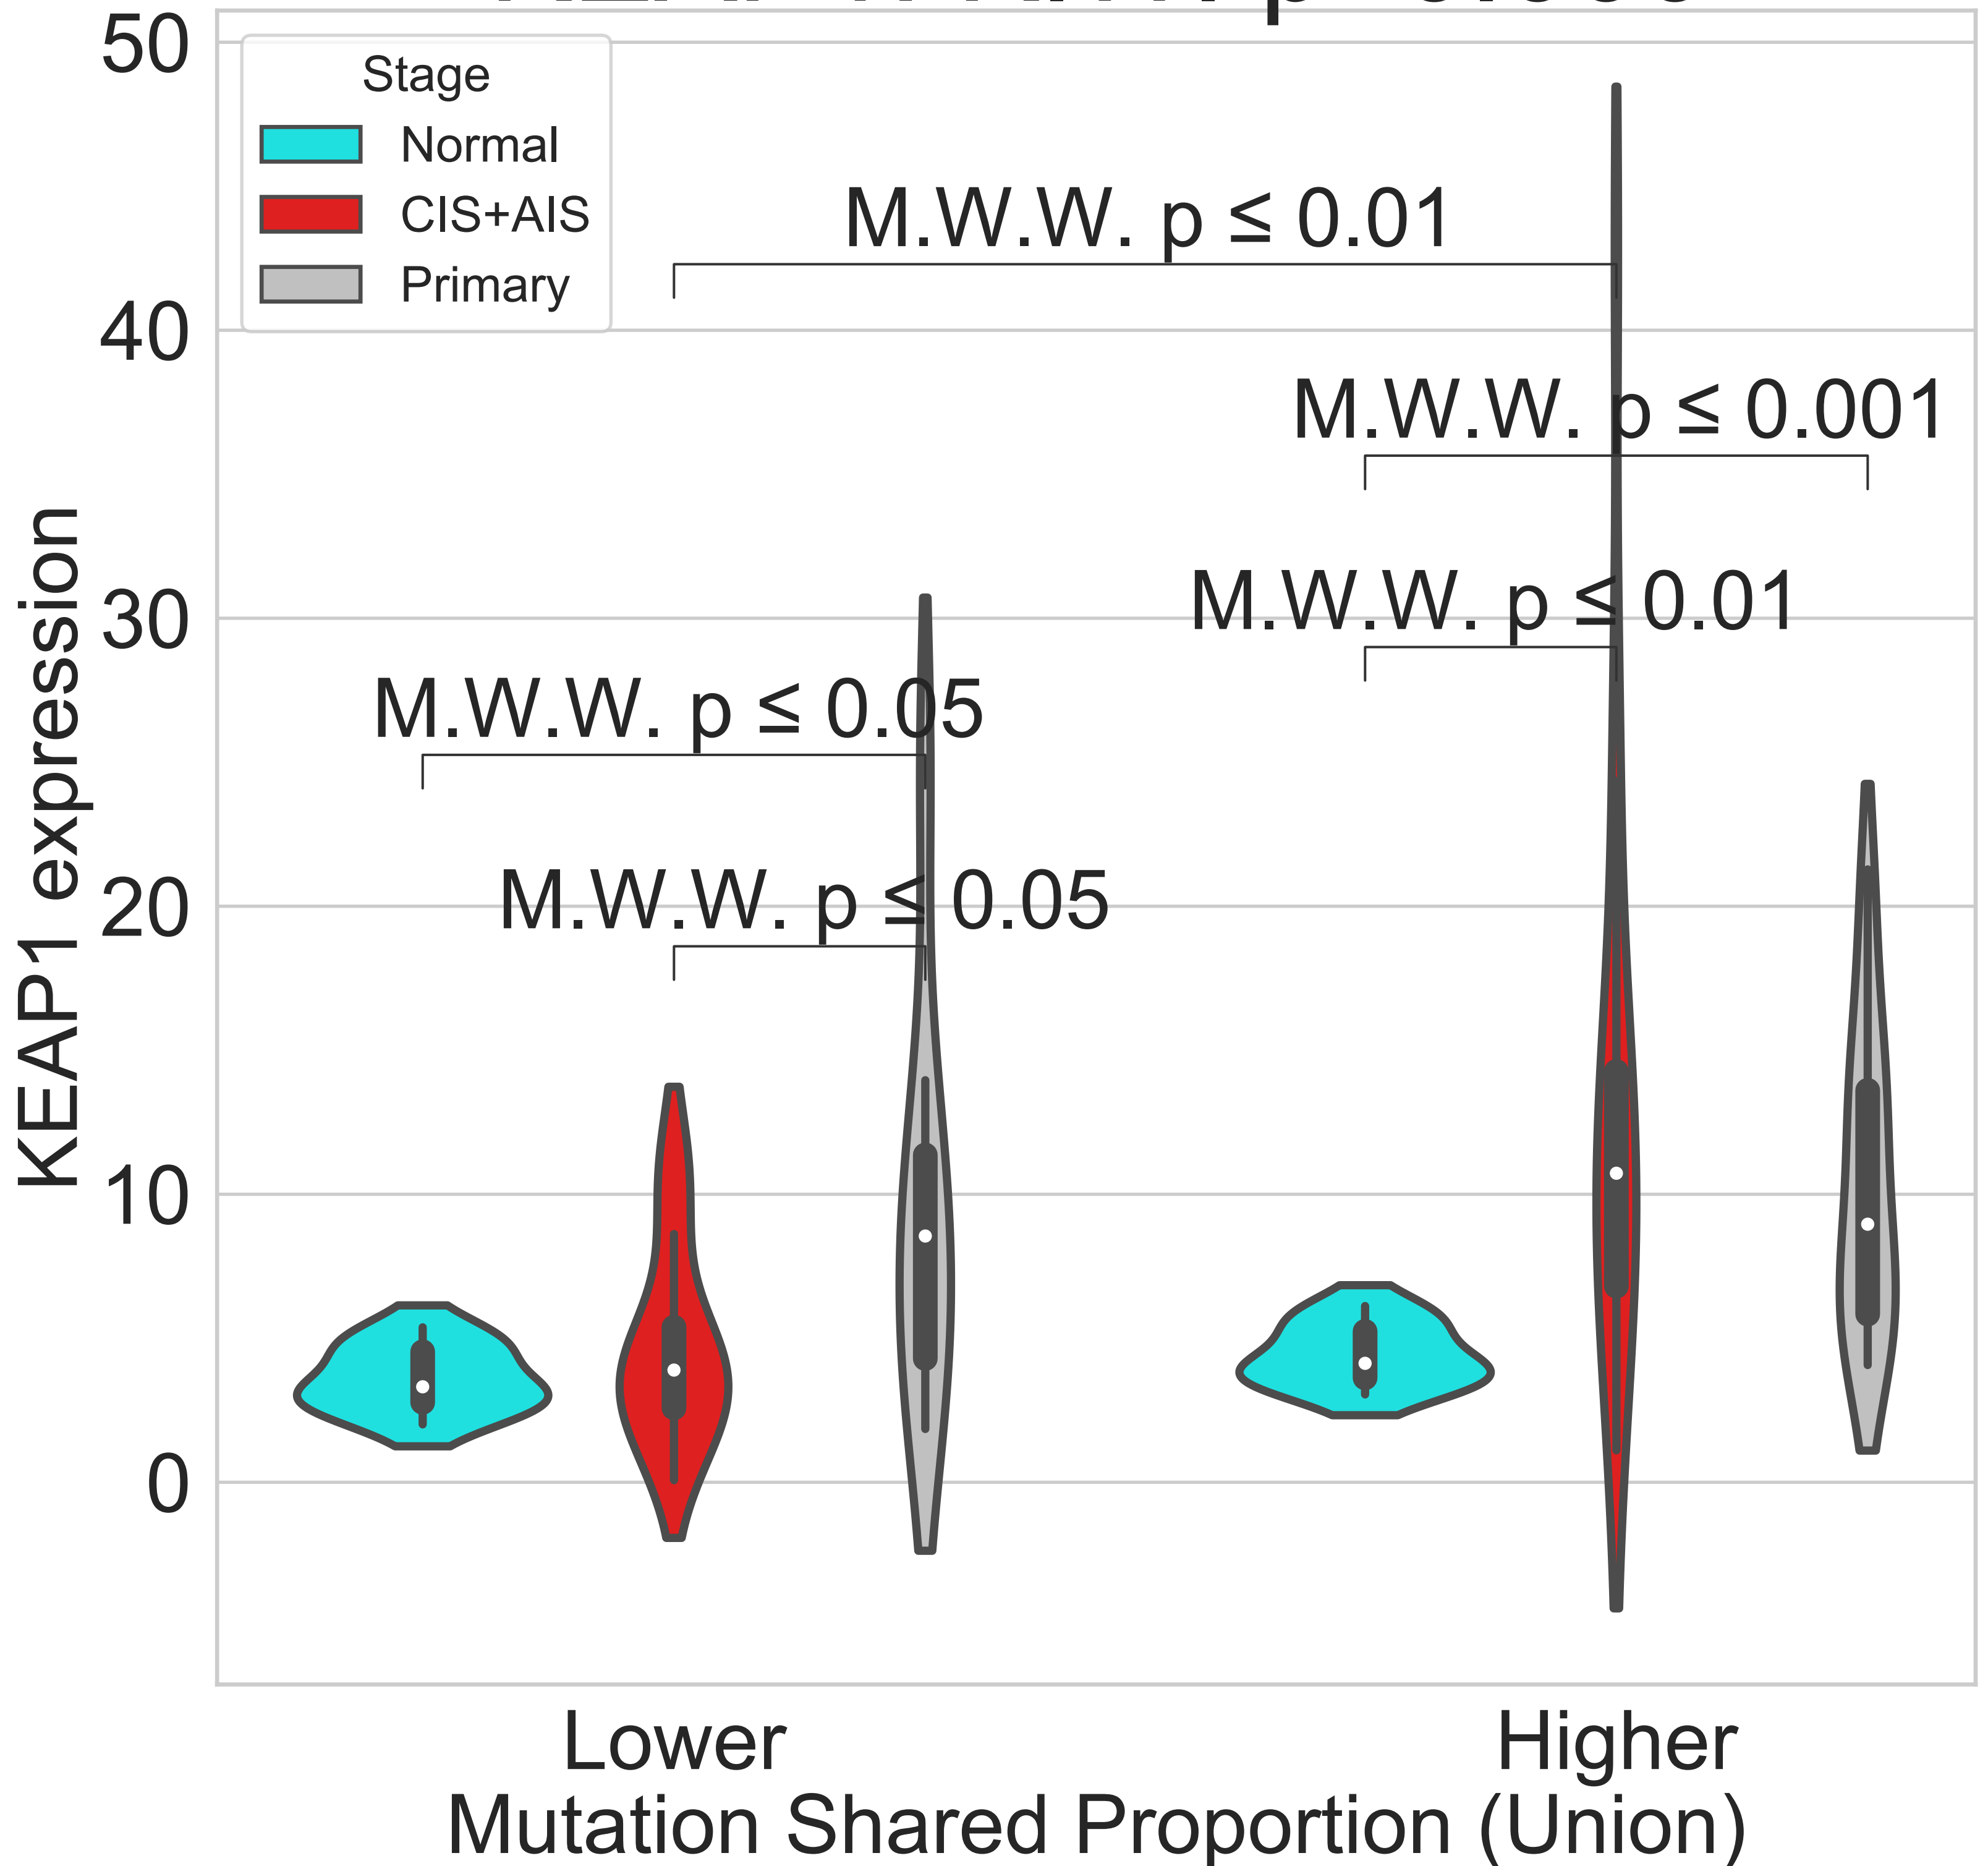 50
Stage
Normal
CIS+AIS
Primary
M.W.W. p ≤ 0.01
40
M.W.W. p ≤ 0.001
30
M.W.W. p ≤ 0.01
M.W.W. p ≤ 0.05
20
M.W.W. p ≤ 0.05
10
0
KEAP1 expression
Lower
Higher
Mutation Shared Proportion (Union)